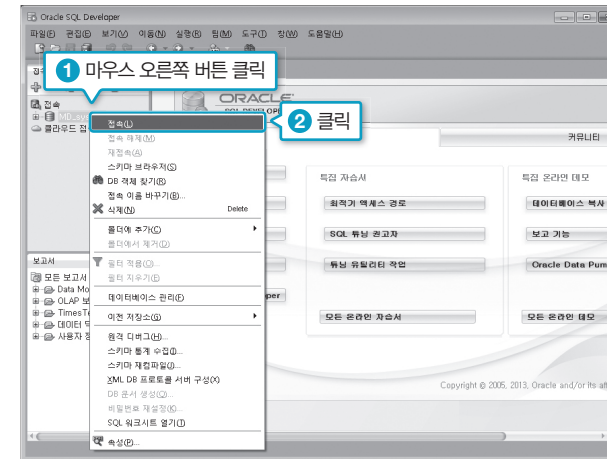 Oracle SQL Developer
파일(F) 편집(E) 보기(V) 이동(N) 실행(R) 팀(M) 도구(T) 창(W) 도움말(H)
1 마우스 오른쪽 버튼 클릭
ORACLE
2 클릭
접속
클라우드 접
접속(L)
접속 해제(M)
재접속(A)
스키마 브라우저(S)
DB 객체 찾기(B)...
접속 이름 바꾸기(B)...
삭제(N) Delete
폴더에 추가(C)
폴더에서 제거(D)
필터 적용(G)...
필터 지우기(E)
데이터베이스 관리(F)
이전 저장소(G)
원격 디버그(H)...
스키마 통계 수집(I)...
스키마 재컴파일(J)...
XML DB 프로토콜 서버 구성(X)
DB 문서 생성(Q)...
비밀번호 재설정(K)...
SQL 워크시트 열기(T)
속성(P)...
보고서
모든 보고서
Data Mo
OLAP 보
TimesTe
데이터 딕
사용자 정
커뮤니티
특집 자습서
최적기 액세스 경로
SQL 튜닝 권고자
튜닝 유틸리티 작업
모든 온라인 자습서
특집 온라인 데모
데이터베이스 복사
보고 기능
Oracle Data Pum
모든 온라인 데모
per
Copyright © 2005, 2013, Oracle and/or its aff